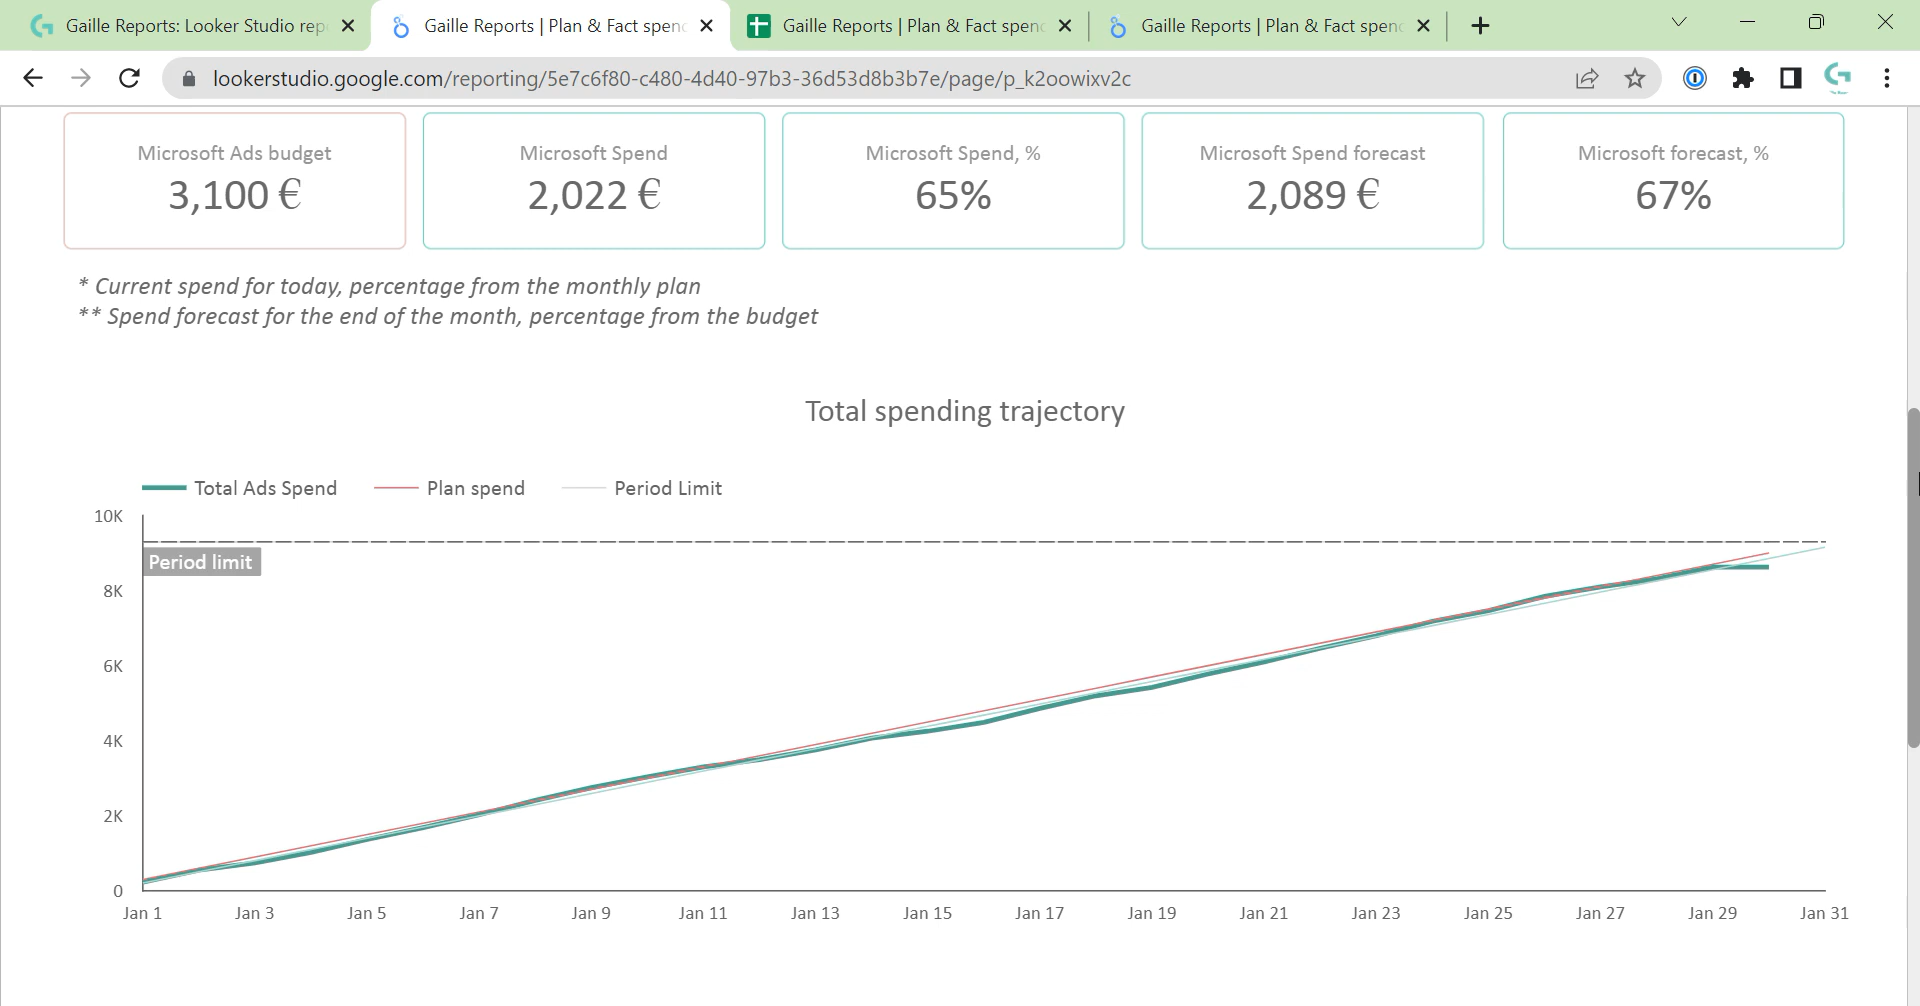 Gaille Reports: Looker Studio rep
Gaille Reports | Plan & Fact spen
Gaille Reports | Plan & Fact spen
Gaille Reports | Plan & Fact spen
lookerstudio.google.com/reporting/5e7c6f80-c480-4d40-97b3-36d53d8b3b7e/page/p_k2oowixv2c
Microsoft Ads budget
3,100 €
Microsoft Spend
2,022 €
Microsoft Spend, %
65%
Microsoft Spend forecast
2,089 €
Microsoft forecast, %
67%
* Current spend for today, percentage from the monthly plan
** Spend forecast for the end of the month, percentage from the budget
Total spending trajectory
Total Ads Spend
Plan spend
Period Limit
10K
Period limit
8K
6K
4K
2K
0
Jan 1 Jan 3 Jan 5 Jan 7 Jan 9 Jan 11 Jan 13 Jan 15 Jan 17 Jan 19 Jan 21 Jan 23 Jan 25 Jan 27 Jan 29 Jan 31